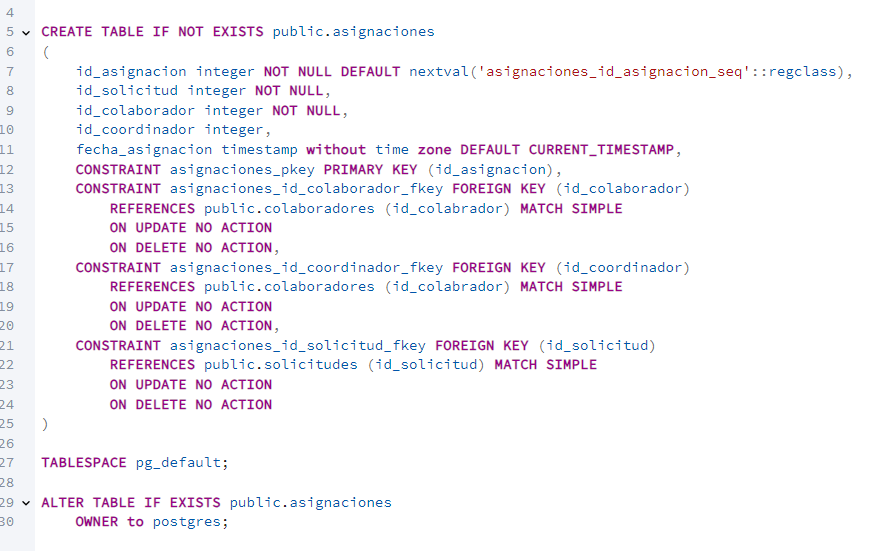 4
5 CREATE TABLE IF NOT EXISTS public.asignaciones
6 (
7 id_asignacion integer NOT NULL DEFAULT nextval('asignaciones_id_asignacion_seq'::regclass),
8 id_solicitud integer NOT NULL,
9 id_colaborador integer NOT NULL,
10 id_coordinador integer,
11 fecha_asignacion timestamp without time zone DEFAULT CURRENT_TIMESTAMP,
12 CONSTRAINT asignaciones_pkey PRIMARY KEY (id_asignacion),
13 CONSTRAINT asignaciones_id_colaborador_fkey FOREIGN KEY (id_colaborador)
14 REFERENCES public.colaboradores (id_colabrador) MATCH SIMPLE
15 ON UPDATE NO ACTION
16 ON DELETE NO ACTION,
17 CONSTRAINT asignaciones_id_coordinador_fkey FOREIGN KEY (id_coordinador)
18 REFERENCES public.colaboradores (id_colabrador) MATCH SIMPLE
19 ON UPDATE NO ACTION
20 ON DELETE NO ACTION,
21 CONSTRAINT asignaciones_id_solicitud_fkey FOREIGN KEY (id_solicitud)
22 REFERENCES public.solicitudes (id_solicitud) MATCH SIMPLE
23 ON UPDATE NO ACTION
24 ON DELETE NO ACTION
25 )
26
27 TABLESPACE pg_default;
28
29 ALTER TABLE IF EXISTS public.asignaciones
30 OWNER to postgres;